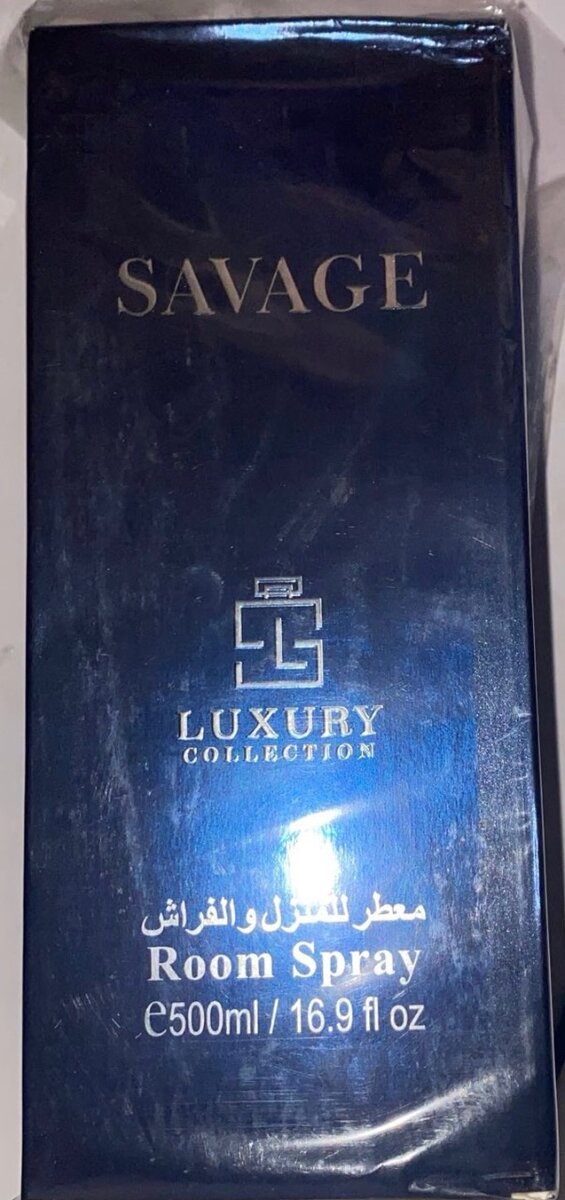 SAVAGE
LUXURY
COLLECTION
معطر للمنزل والفراش
Room Spray
℮500ml / 16.9 fl oz